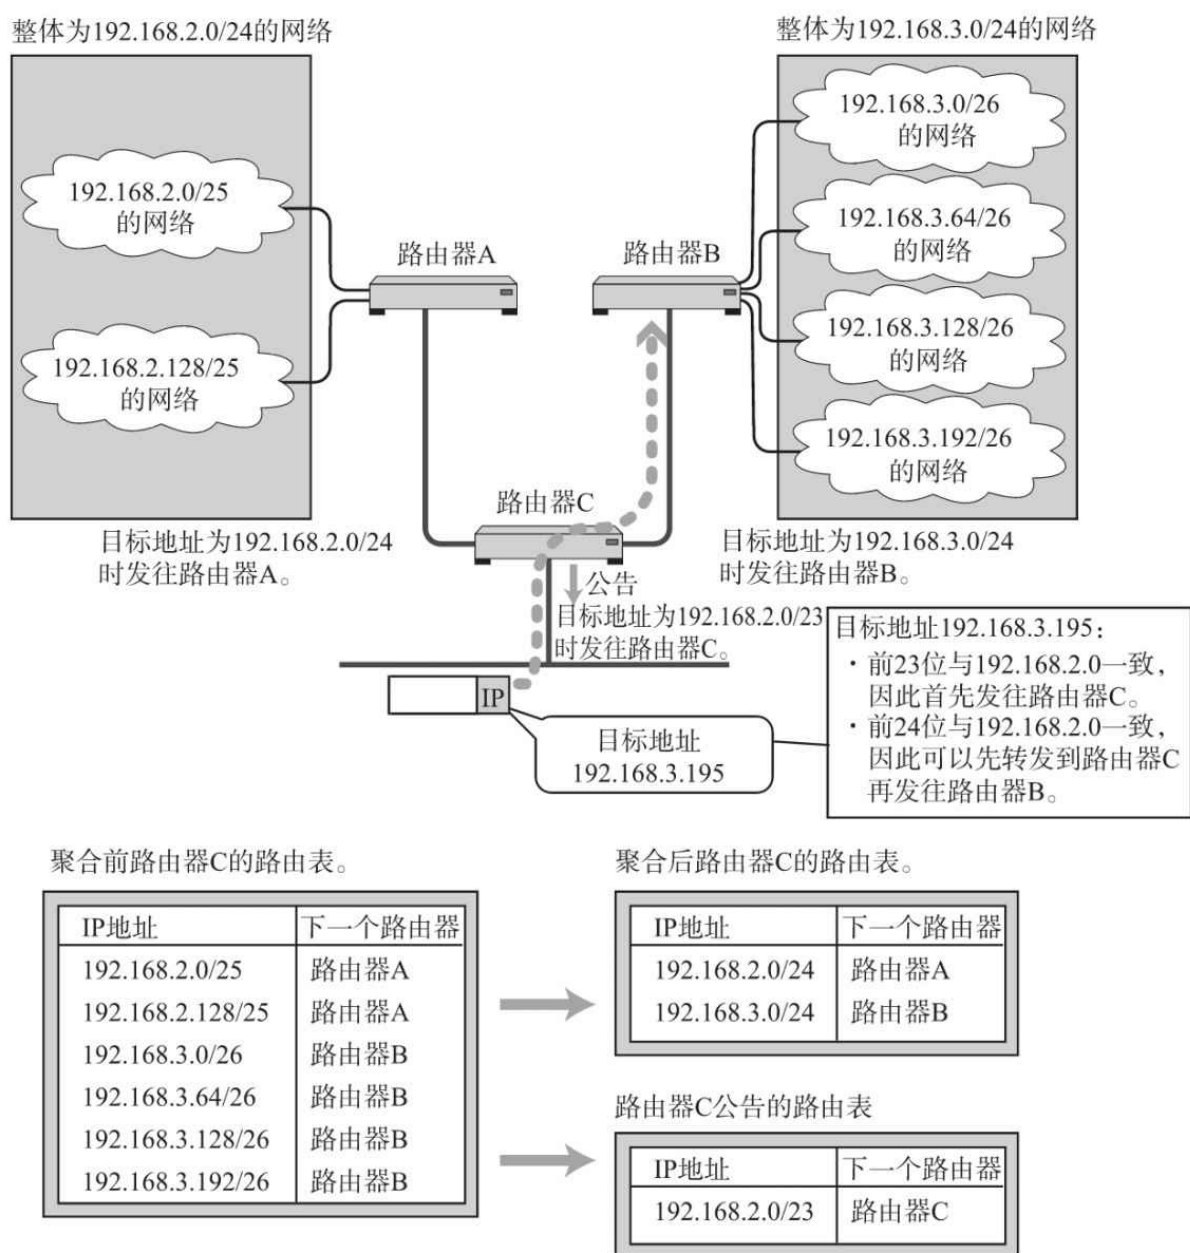 整体为192.168.2.0/24的网络
整体为192.168.3.0/24的网络
192.168.2.0/25
的网络
192.168.2.128/25
的网络
192.168.3.0/26
的网络
192.168.3.64/26
的网络
192.168.3.128/26
的网络
192.168.3.192/26
的网络
路由器A
路由器B
路由器C
目标地址为192.168.2.0/24
时发往路由器A。
目标地址为192.168.3.0/24
时发往路由器B。
公告
目标地址为192.168.2.0/23
时发往路由器C。
IP
目标地址
192.168.3.195
目标地址192.168.3.195：
·前23位与192.168.2.0一致，
因此首先发往路由器C。
·前24位与192.168.2.0一致，
因此可以先转发到路由器C
再发往路由器B。
聚合前路由器C的路由表。
IP地址 下一个路由器
192.168.2.0/25 路由器A
192.168.2.128/25 路由器A
192.168.3.0/26 路由器B
192.168.3.64/26 路由器B
192.168.3.128/26 路由器B
192.168.3.192/26 路由器B
聚合后路由器C的路由表。
IP地址 下一个路由器
192.168.2.0/24 路由器A
192.168.3.0/24 路由器B
路由器C公告的路由表
IP地址 下一个路由器
192.168.2.0/23 路由器C